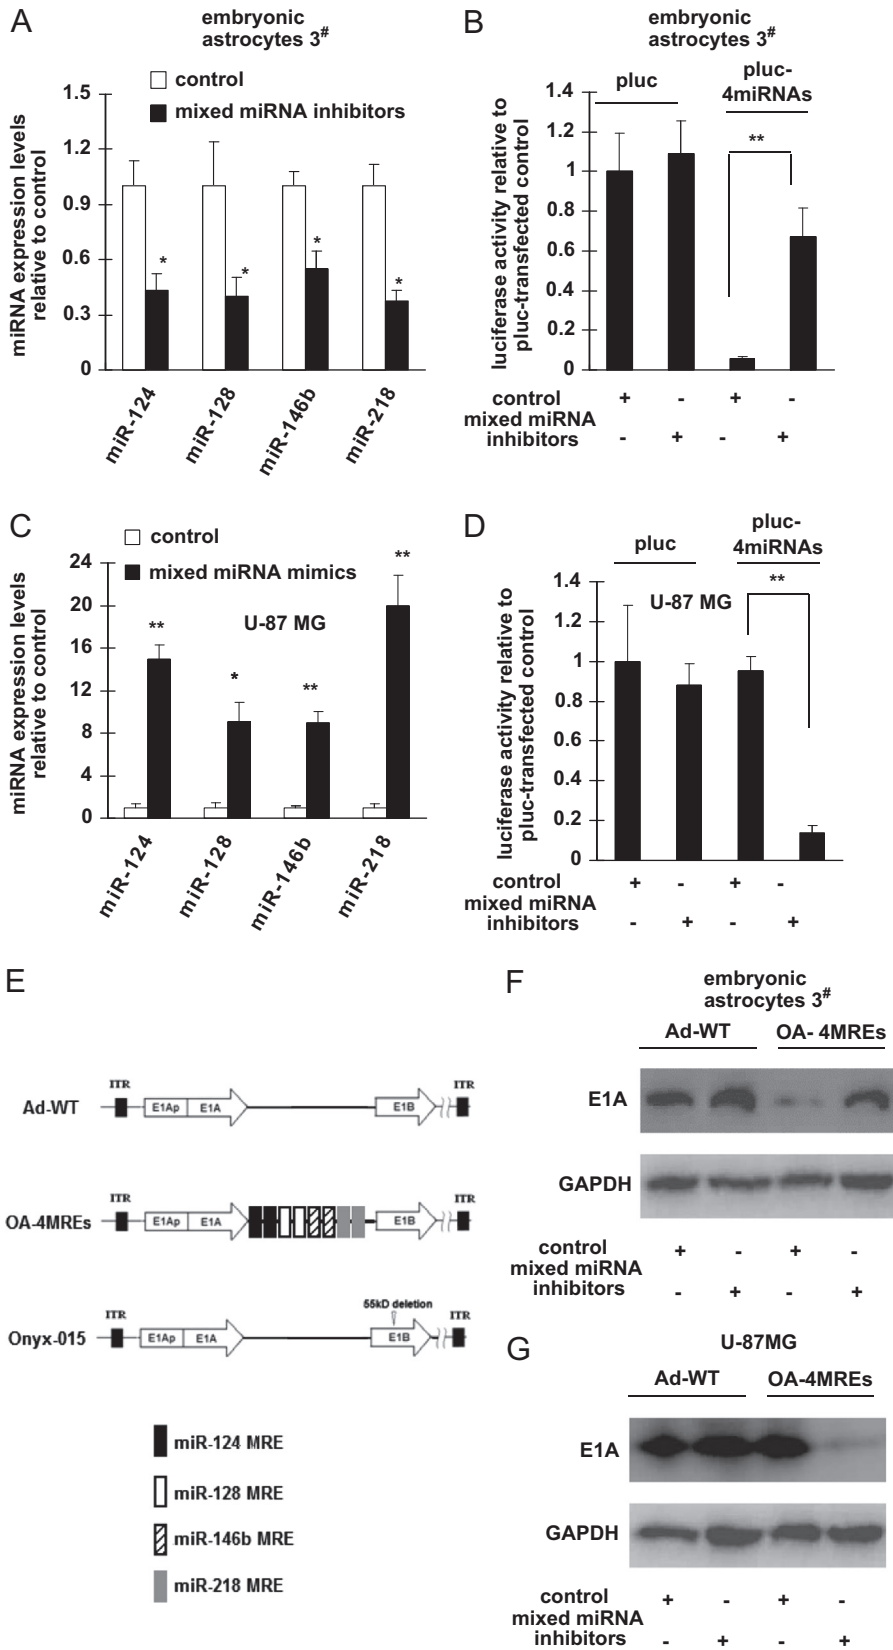 A
embryonic
astrocytes 3#
control
mixed miRNA inhibitors
miRNA expression levels
relative to control
1.5
1.2
0.9
0.6
0.3
0
*
*
*
*
miR-124
miR-128
miR-146b
miR-218
B
embryonic
astrocytes 3#
pluc
pluc-
4miRNAs
luciferase activity relative to
pluc-transfected control
1.4
1.2
1
0.8
0.6
0.4
0.2
0
**
control + - + -
mixed miRNA
inhibitors - + - +
C
control
mixed miRNA mimics
U-87 MG
miRNA expression levels
relative to control
24
20
16
12
8
4
0
**
*
**
**
miR-124
miR-128
miR-146b
miR-218
D
pluc
pluc-
4miRNAs
U-87 MG
luciferase activity relative to
pluc-transfected control
1.4
1.2
1
0.8
0.6
0.4
0.2
0
**
control + - + -
mixed miRNA
inhibitors - + - +
E
ITR ITR
Ad-WT E1Ap E1A E1B
ITR ITR
OA-4MREs E1Ap E1A E1B
55kD deletion
ITR ITR
Onyx-015 E1Ap E1A E1B
miR-124 MRE
miR-128 MRE
miR-146b MRE
miR-218 MRE
F
embryonic
astrocytes 3#
Ad-WT OA- 4MREs
E1A
GAPDH
control + - + -
mixed miRNA
inhibitors - + - +
G
U-87MG
Ad-WT OA-4MREs
E1A
GAPDH
control + - + -
mixed miRNA
inhibitors - + - +